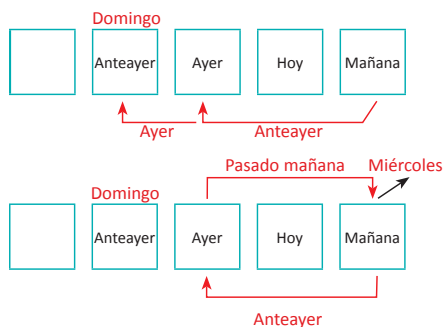 Domingo
Anteayer Ayer Hoy Mañana
Ayer Anteayer
Pasado mañana Miércoles
Domingo
Anteayer Ayer Hoy Mañana
Anteayer